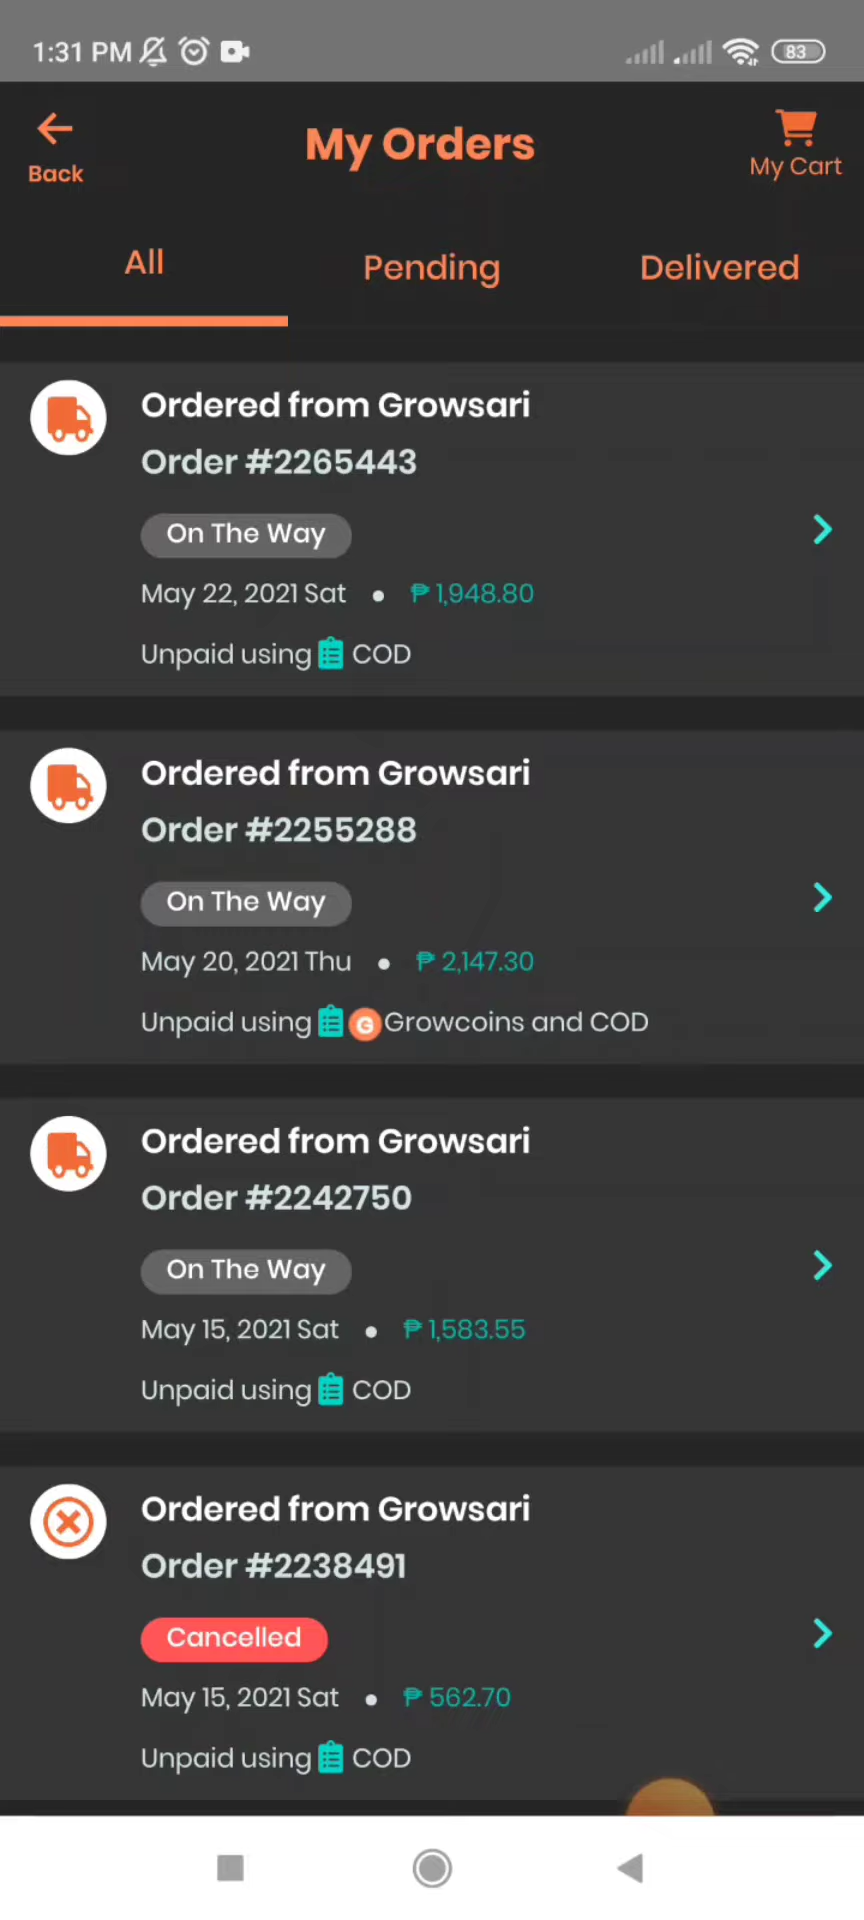 1:31 PM
83
Back
My Orders
My Cart
All
Pending
Delivered
Ordered from Growsari
Order #2265443
On The Way
May 22, 2021 Sat • ₱ 1,948.80
Unpaid using COD
Ordered from Growsari
Order #2255288
On The Way
May 20, 2021 Thu • ₱ 2,147.30
Unpaid using G Growcoins and COD
Ordered from Growsari
Order #2242750
On The Way
May 15, 2021 Sat • ₱ 1,583.55
Unpaid using COD
Ordered from Growsari
Order #2238491
Cancelled
May 15, 2021 Sat • ₱ 562.70
Unpaid using COD